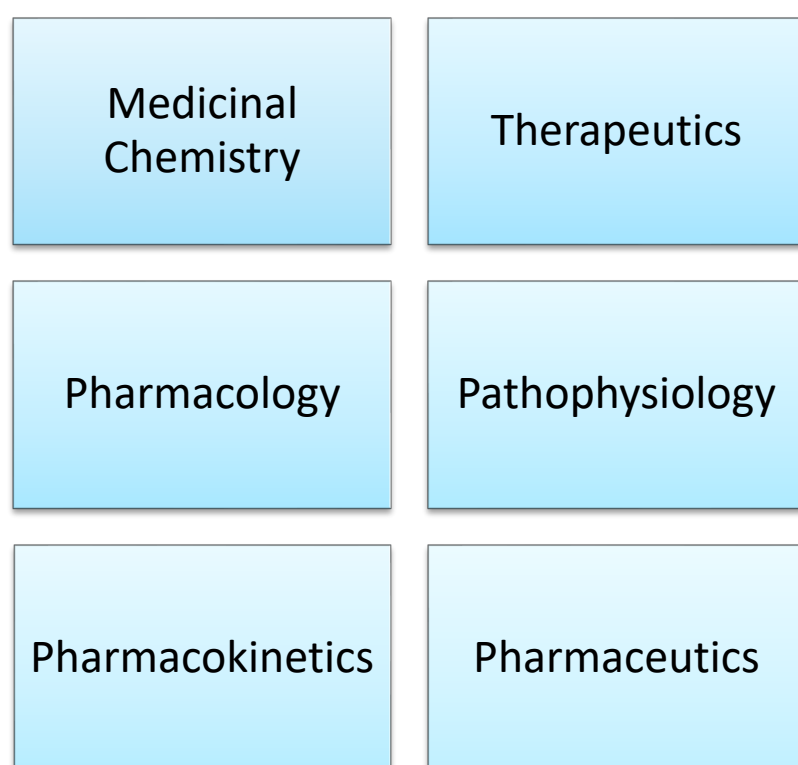 Medicinal
Chemistry
Therapeutics
Pharmacology
Pathophysiology
Pharmacokinetics
Pharmaceutics